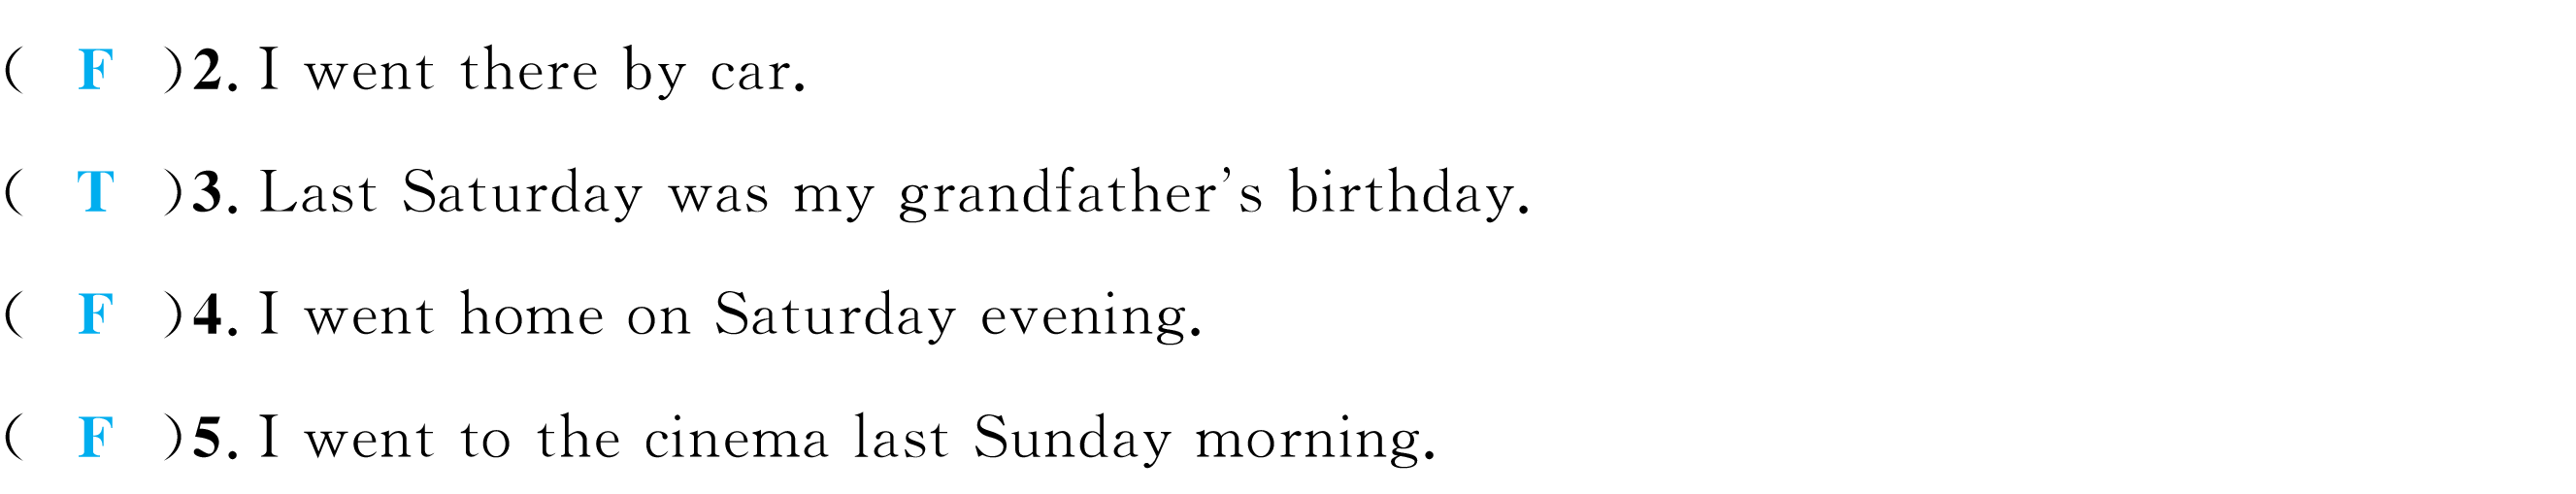 ( F )2. I went there by car.
( T )3. Last Saturday was my grandfather's birthday.
( F )4. I went home on Saturday evening.
( F )5. I went to the cinema last Sunday morning.